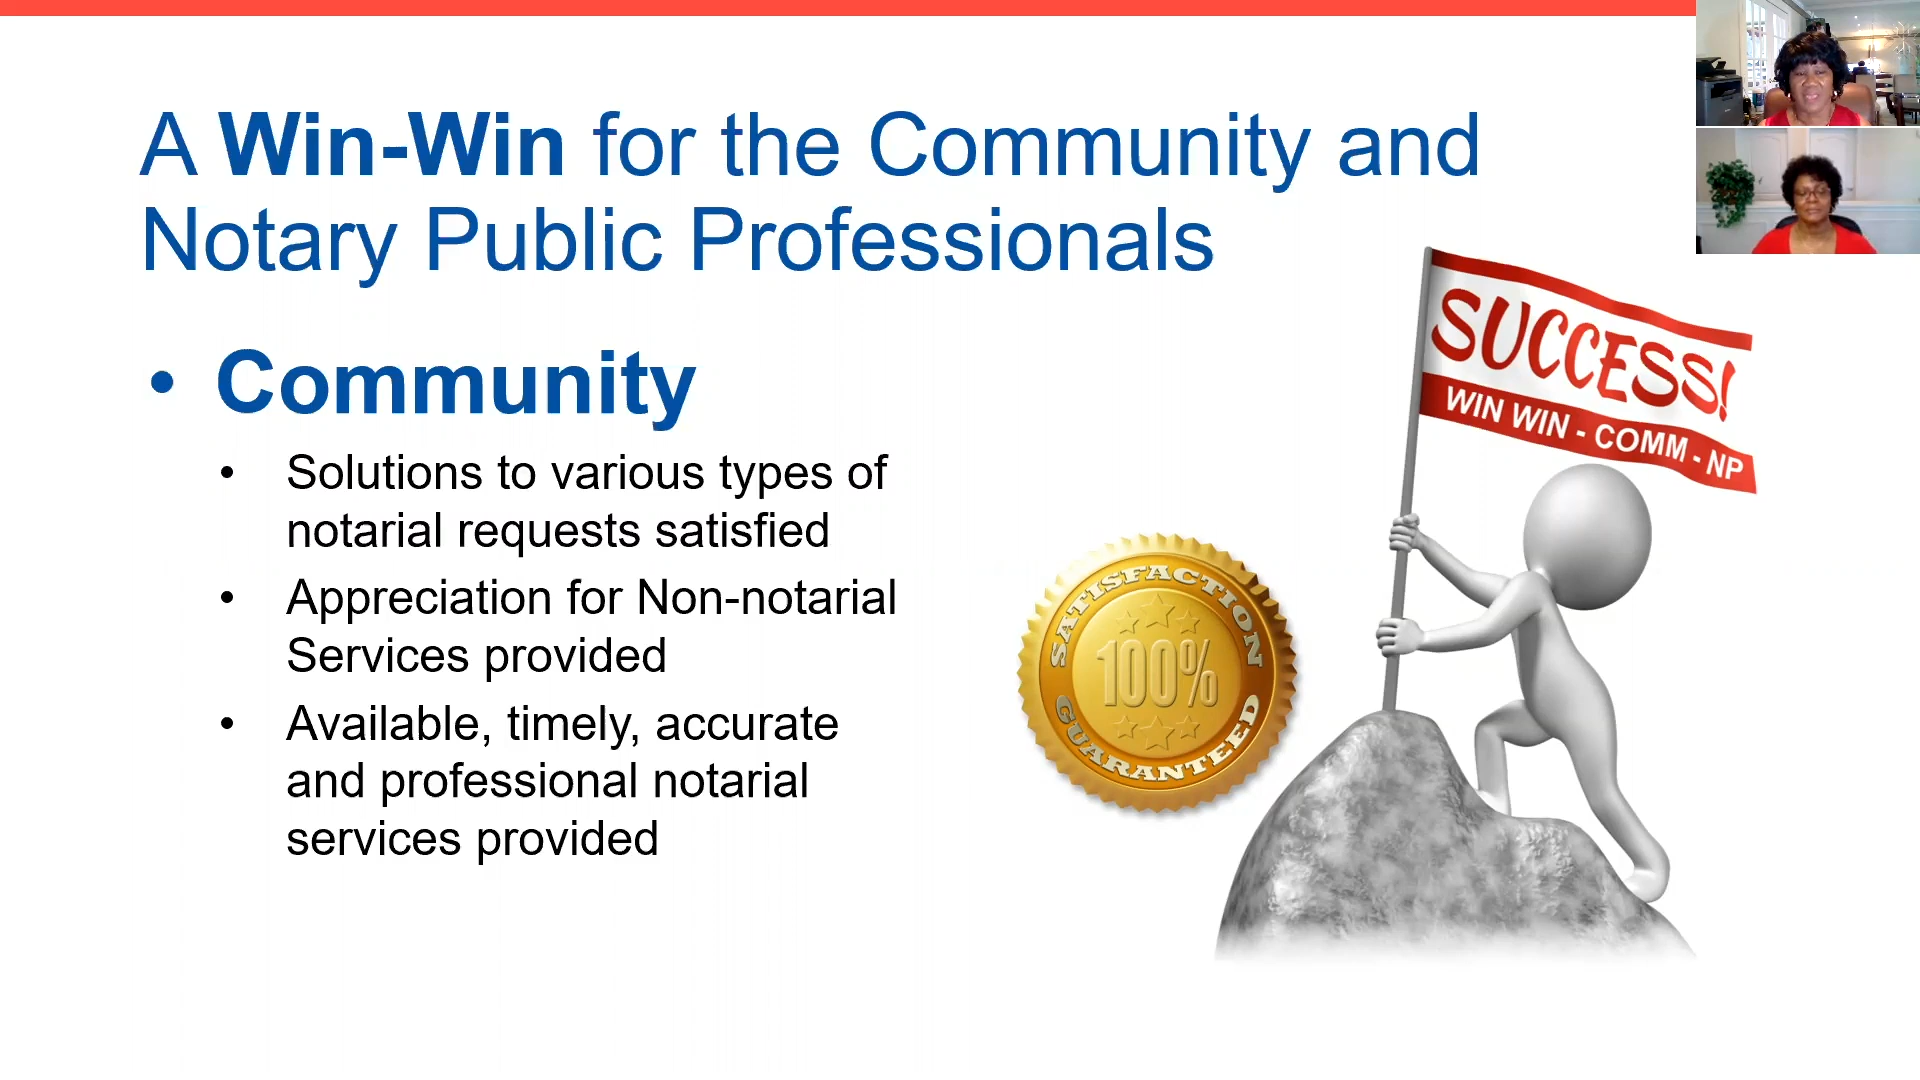 A Win-Win for the Community and
Notary Public Professionals
• Community
• Solutions to various types of
notarial requests satisfied
• Appreciation for Non-notarial
Services provided
• Available, timely, accurate
and professional notarial
services provided
SATISFACTION
100%
GUARANTEED
SUCCESS!
WIN WIN - COMM - NP